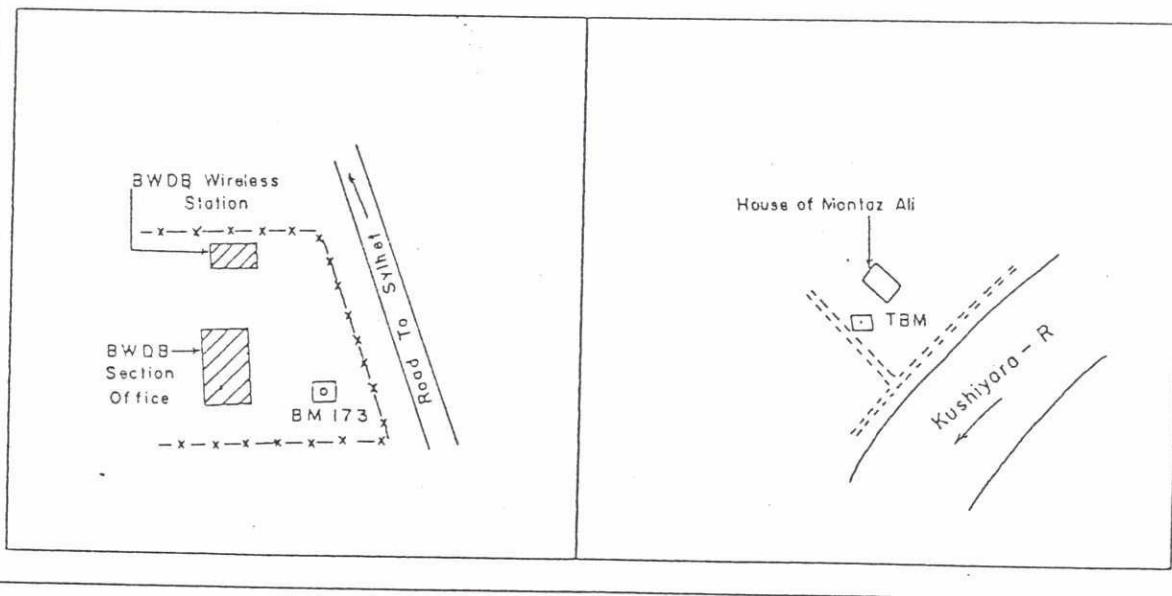 BWDB Wireless
Station
BWDB
Section
Office
BM 173
Road To Sylhet
House of Montaz Ali
TBM
Kushiyara - R